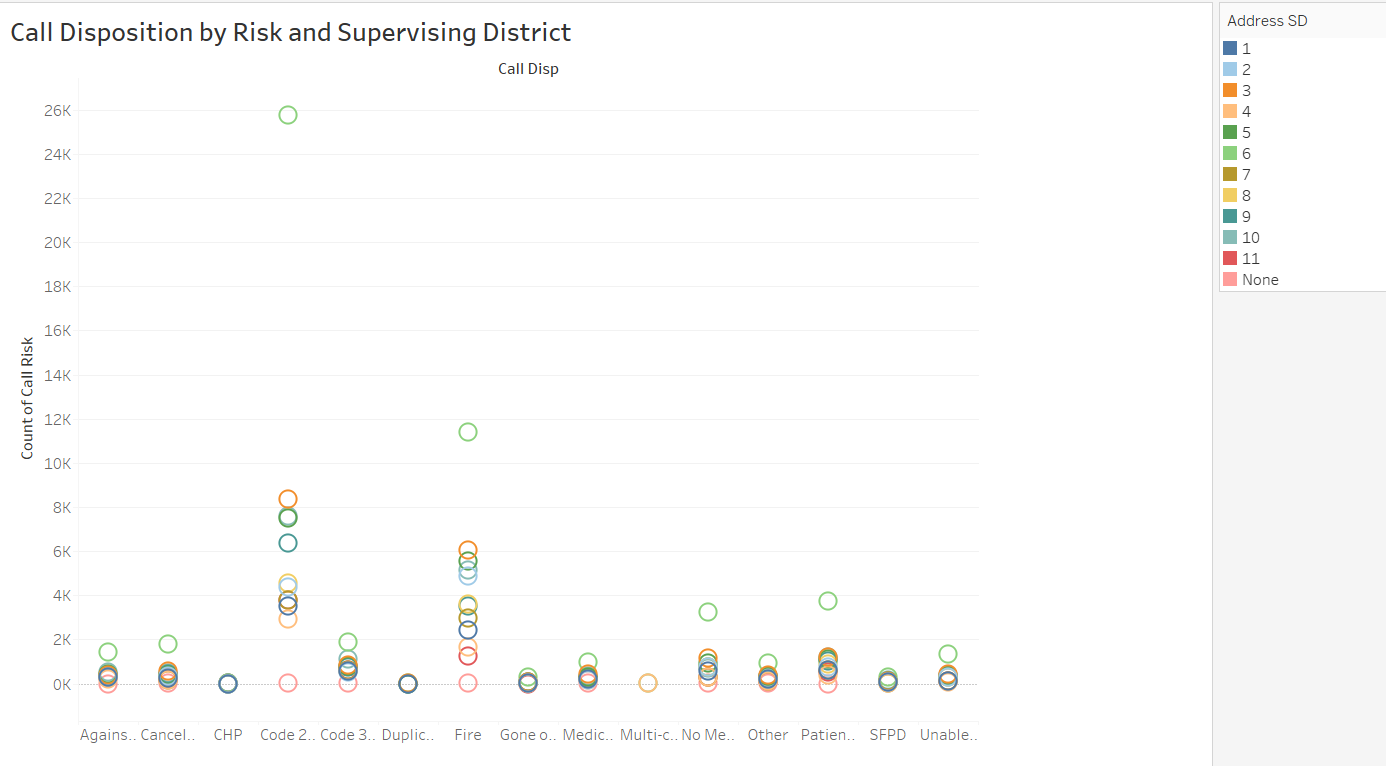 Call Disposition by Risk and Supervising District
Call Disp
Count of Call Risk
26K
24K
22K
20K
18K
16K
14K
12K
10K
8K
6K
4K
2K
0K
Agains.. Cancel.. CHP Code 2.. Code 3.. Duplic.. Fire Gone o.. Medic.. Multi-c.. No Me.. Other Patien.. SFPD Unable..
Address SD
1
2
3
4
5
6
7
8
9
10
11
None